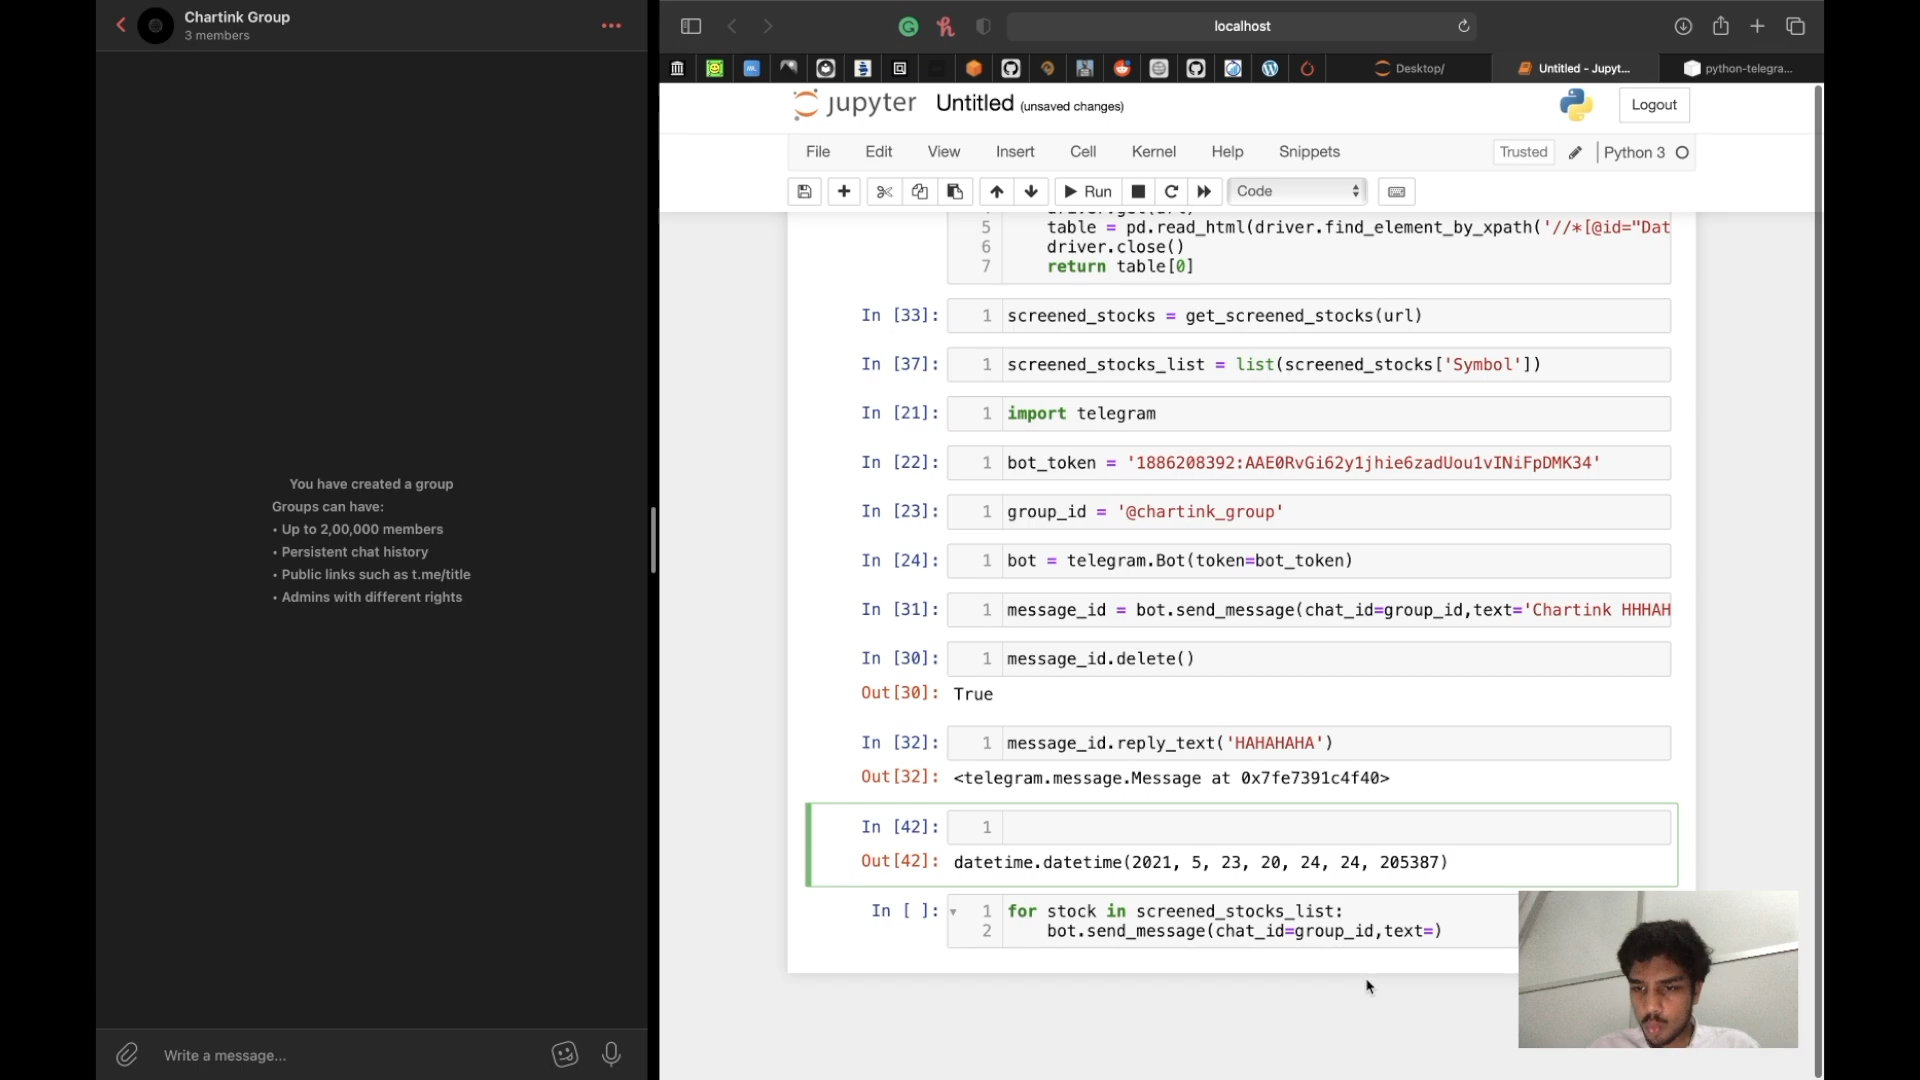 Chartink Group
3 members
You have created a group
Groups can have:
• Up to 2,00,000 members
• Persistent chat history
• Public links such as t.me/title
• Admins with different rights
Write a message...
localhost
Desktop/
Untitled - Jupyt...
python-telegra...
jupyter Untitled (unsaved changes)
Logout
File Edit View Insert Cell Kernel Help Snippets
Trusted Python 3
Run Code
5 table = pd.read_html(driver.find_element_by_xpath('//*[@id="Dat
6 driver.close()
7 return table[0]
In [33]: 1 screened_stocks = get_screened_stocks(url)
In [37]: 1 screened_stocks_list = list(screened_stocks['Symbol'])
In [21]: 1 import telegram
In [22]: 1 bot_token = '1886208392:AAE0RvGi62y1jhie6zadUou1vINiFpDMK34'
In [23]: 1 group_id = '@chartink_group'
In [24]: 1 bot = telegram.Bot(token=bot_token)
In [31]: 1 message_id = bot.send_message(chat_id=group_id,text='Chartink HHHAH
In [30]: 1 message_id.delete()
Out[30]: True
In [32]: 1 message_id.reply_text('HAHAHAHA')
Out[32]: <telegram.message.Message at 0x7fe7391c4f40>
In [42]: 1
Out[42]: datetime.datetime(2021, 5, 23, 20, 24, 24, 205387)
In [ ]: 1 for stock in screened_stocks_list:
2 bot.send_message(chat_id=group_id,text=)